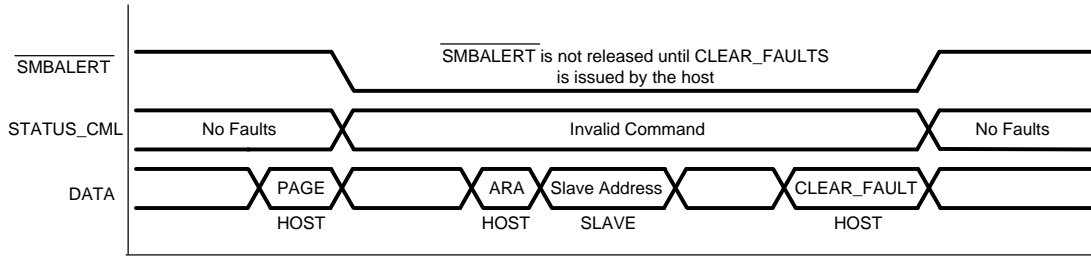 SMBALERT
SMBALERT is not released until CLEAR_FAULTS
is issued by the host
STATUS_CML
No Faults
Invalid Command
No Faults
DATA
PAGE
ARA
Slave Address
CLEAR_FAULT
HOST
HOST
SLAVE
HOST